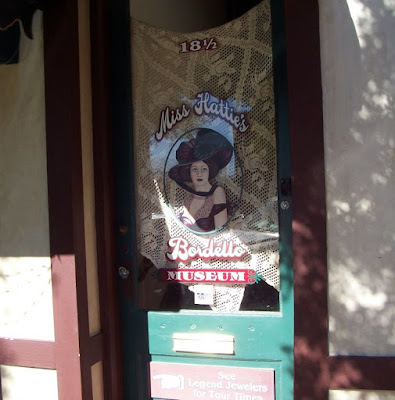 18½
Miss Hattie's
Bordello
MUSEUM
See
Legend Jewelers
for Tour Times